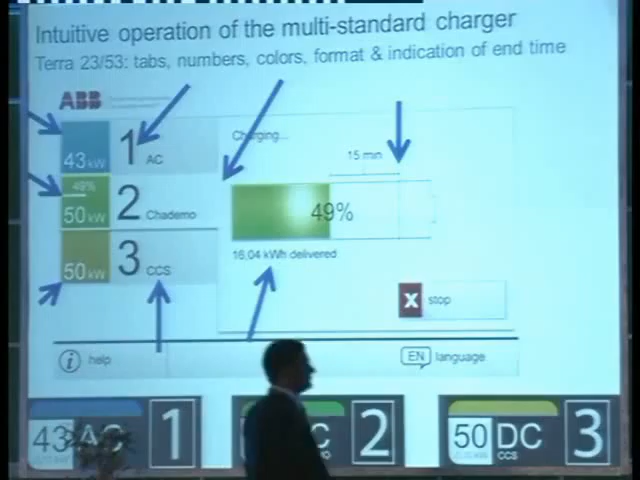 Intuitive operation of the multi-standard charger
Terra 23/53: tabs, numbers, colors, format & indication of end time
ABB
Charging...
43 kW
1 AC
15 min
49%
50 kW
2 Chademo
49%
16,04 kWh delivered
50 kW
3 CCS
X stop
i help
EN language
43 AC 1
C 2
50 DC 3
CCS